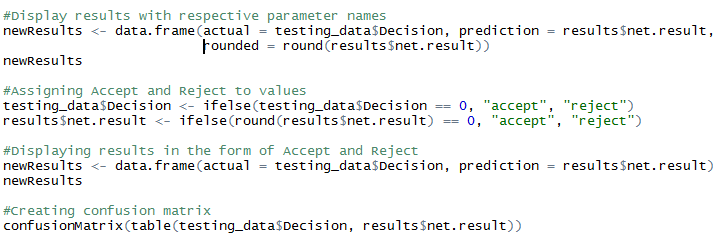 #Display results with respective parameter names
newResults <- data.frame(actual = testing_data$Decision, prediction = results$net.result,
rounded = round(results$net.result))
newResults
#Assigning Accept and Reject to values
testing_data$Decision <- ifelse(testing_data$Decision == 0, "accept", "reject")
results$net.result <- ifelse(round(results$net.result) == 0, "accept", "reject")
#Displaying results in the form of Accept and Reject
newResults <- data.frame(actual = testing_data$Decision, prediction = results$net.result)
newResults
#Creating confusion matrix
confusionMatrix(table(testing_data$Decision, results$net.result))